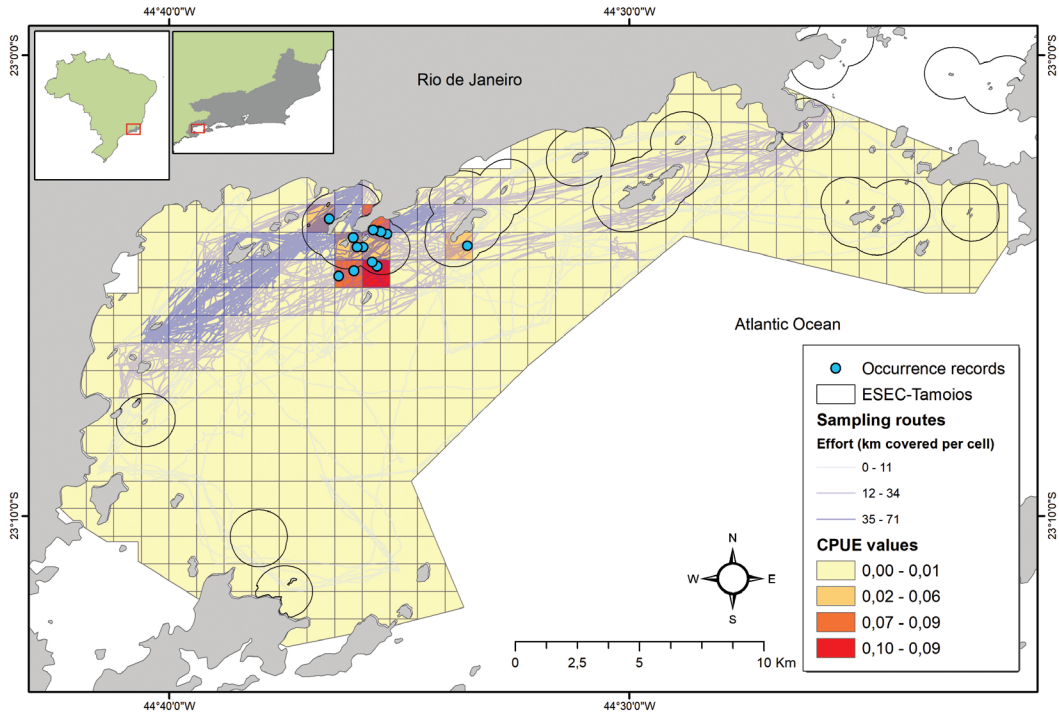 44°40'0"W
44°30'0"W
23°0'0"S
23°0'0"S
Rio de Janeiro
Atlantic Ocean
Occurrence records
ESEC-Tamoios
Sampling routes
Effort (km covered per cell)
0 - 11
12 - 34
35 - 71
CPUE values
0,00 - 0,01
0,02 - 0,06
0,07 - 0,09
0,10 - 0,09
N
W
E
S
0
2,5
5
10 Km
23°10'0"S
23°10'0"S
44°40'0"W
44°30'0"W